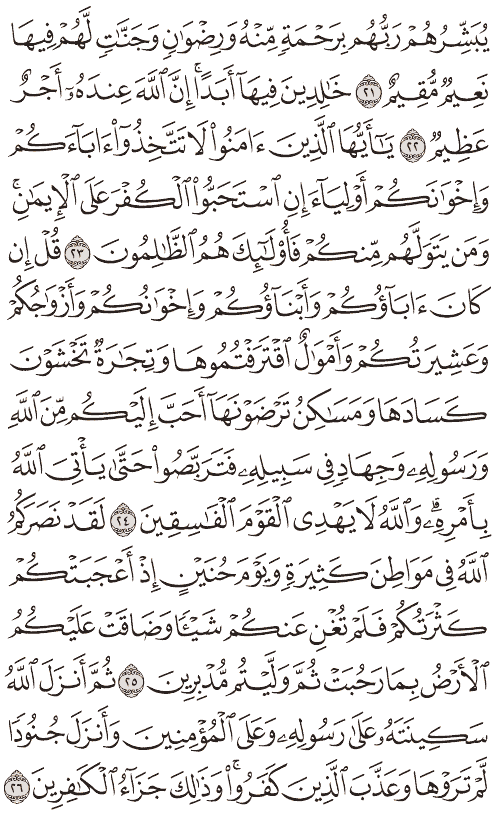 يُبَشِّرُهُمْ رَبُّهُم بِرَحْمَةٍ مِّنْهُ وَرِضْوَٰنٍ وَجَنَّٰتٍ لَّهُمْ فِيهَا
نَعِيمٌ مُّقِيمٌ ٢١ خَٰلِدِينَ فِيهَآ أَبَدًاۚ إِنَّ ٱللَّهَ عِندَهُۥٓ أَجْرٌ
عَظِيمٌ ٢٢ يَٰٓأَيُّهَا ٱلَّذِينَ ءَامَنُوا۟ لَا تَتَّخِذُوٓا۟ ءَابَآءَكُمْ
وَإِخْوَٰنَكُمْ أَوْلِيَآءَ إِنِ ٱسْتَحَبُّوا۟ ٱلْكُفْرَ عَلَى ٱلْإِيمَٰنِۚ
وَمَن يَتَوَلَّهُم مِّنكُمْ فَأُو۟لَٰٓئِكَ هُمُ ٱلظَّٰلِمُونَ ٢٣ قُلْ إِن
كَانَ ءَابَآؤُكُمْ وَأَبْنَآؤُكُمْ وَإِخْوَٰنُكُمْ وَأَزْوَٰجُكُمْ
وَعَشِيرَتُكُمْ وَأَمْوَٰلٌ ٱقْتَرَفْتُمُوهَا وَتِجَٰرَةٌ تَخْشَوْنَ
كَسَادَهَا وَمَسَٰكِنُ تَرْضَوْنَهَآ أَحَبَّ إِلَيْكُم مِّنَ ٱللَّهِ
وَرَسُولِهِۦ وَجِهَادٍ فِى سَبِيلِهِۦ فَتَرَبَّصُوا۟ حَتَّىٰ يَأْتِىَ ٱللَّهُ
بِأَمْرِهِۦۗ وَٱللَّهُ لَا يَهْدِى ٱلْقَوْمَ ٱلْفَٰسِقِينَ ٢٤ لَقَدْ نَصَرَكُمُ
ٱللَّهُ فِى مَوَاطِنَ كَثِيرَةٍ وَيَوْمَ حُنَيْنٍ إِذْ أَعْجَبَتْكُمْ
كَثْرَتُكُمْ فَلَمْ تُغْنِ عَنكُمْ شَيْـًٔا وَضَاقَتْ عَلَيْكُمُ
ٱلْأَرْضُ بِمَا رَحُبَتْ ثُمَّ وَلَّيْتُم مُّدْبِرِينَ ٢٥ ثُمَّ أَنزَلَ ٱللَّهُ
سَكِينَتَهُۥ عَلَىٰ رَسُولِهِۦ وَعَلَى ٱلْمُؤْمِنِينَ وَأَنزَلَ جُنُودًا
لَّمْ تَرَوْهَا وَعَذَّبَ ٱلَّذِينَ كَفَرُوا۟ۚ وَذَٰلِكَ جَزَآءُ ٱلْكَٰفِرِينَ ٢٦